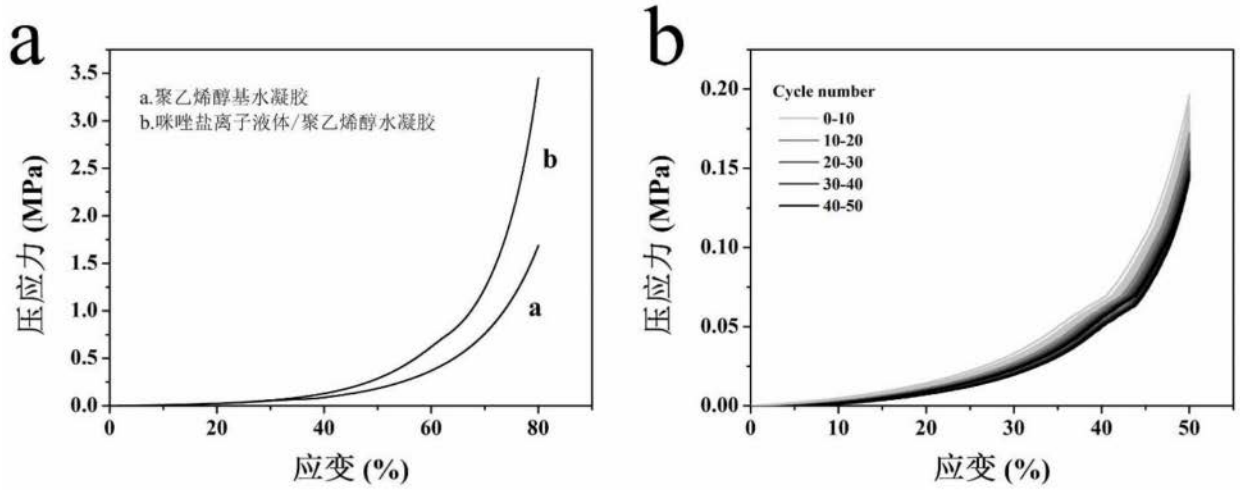 a
压应力 (MPa)
3.5
3.0
2.5
2.0
1.5
1.0
0.5
0.0
a.聚乙烯醇基水凝胶
b.咪唑盐离子液体/聚乙烯醇水凝胶
b
a
0 20 40 60 80
应变 (%)
b
压应力 (MPa)
0.20
0.15
0.10
0.05
0.00
Cycle number
0-10
10-20
20-30
30-40
40-50
0 10 20 30 40 50
应变 (%)